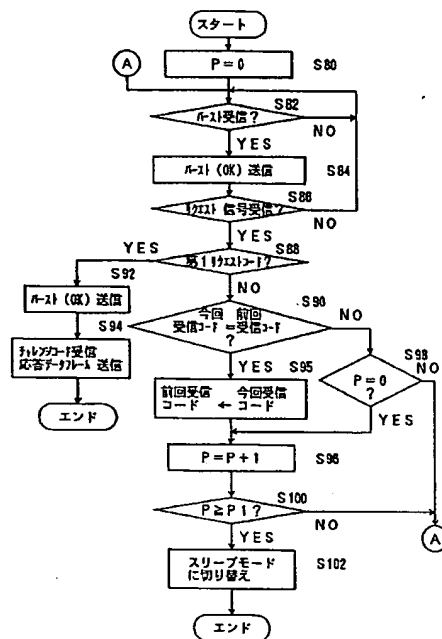 スタート
A
P=0
S80
S82
バースト受信?
NO
YES
S84
バースト(OK)送信
S86
リクエスト信号受信?
NO
YES
S88
YES
第1リクエストコード?
S92
NO
バースト(OK)送信
S90
今回 前回
受信コード=受信コード
?
NO
S94
チャレンジコード受信
応答データフレーム送信
YES
S95
S98
前回受信 今回受信
コード ← コード
P=0
?
NO
エンド
YES
P=P+1
S96
S100
P≧P1?
NO
A
YES
スリープモード
に切り替え
S102
エンド